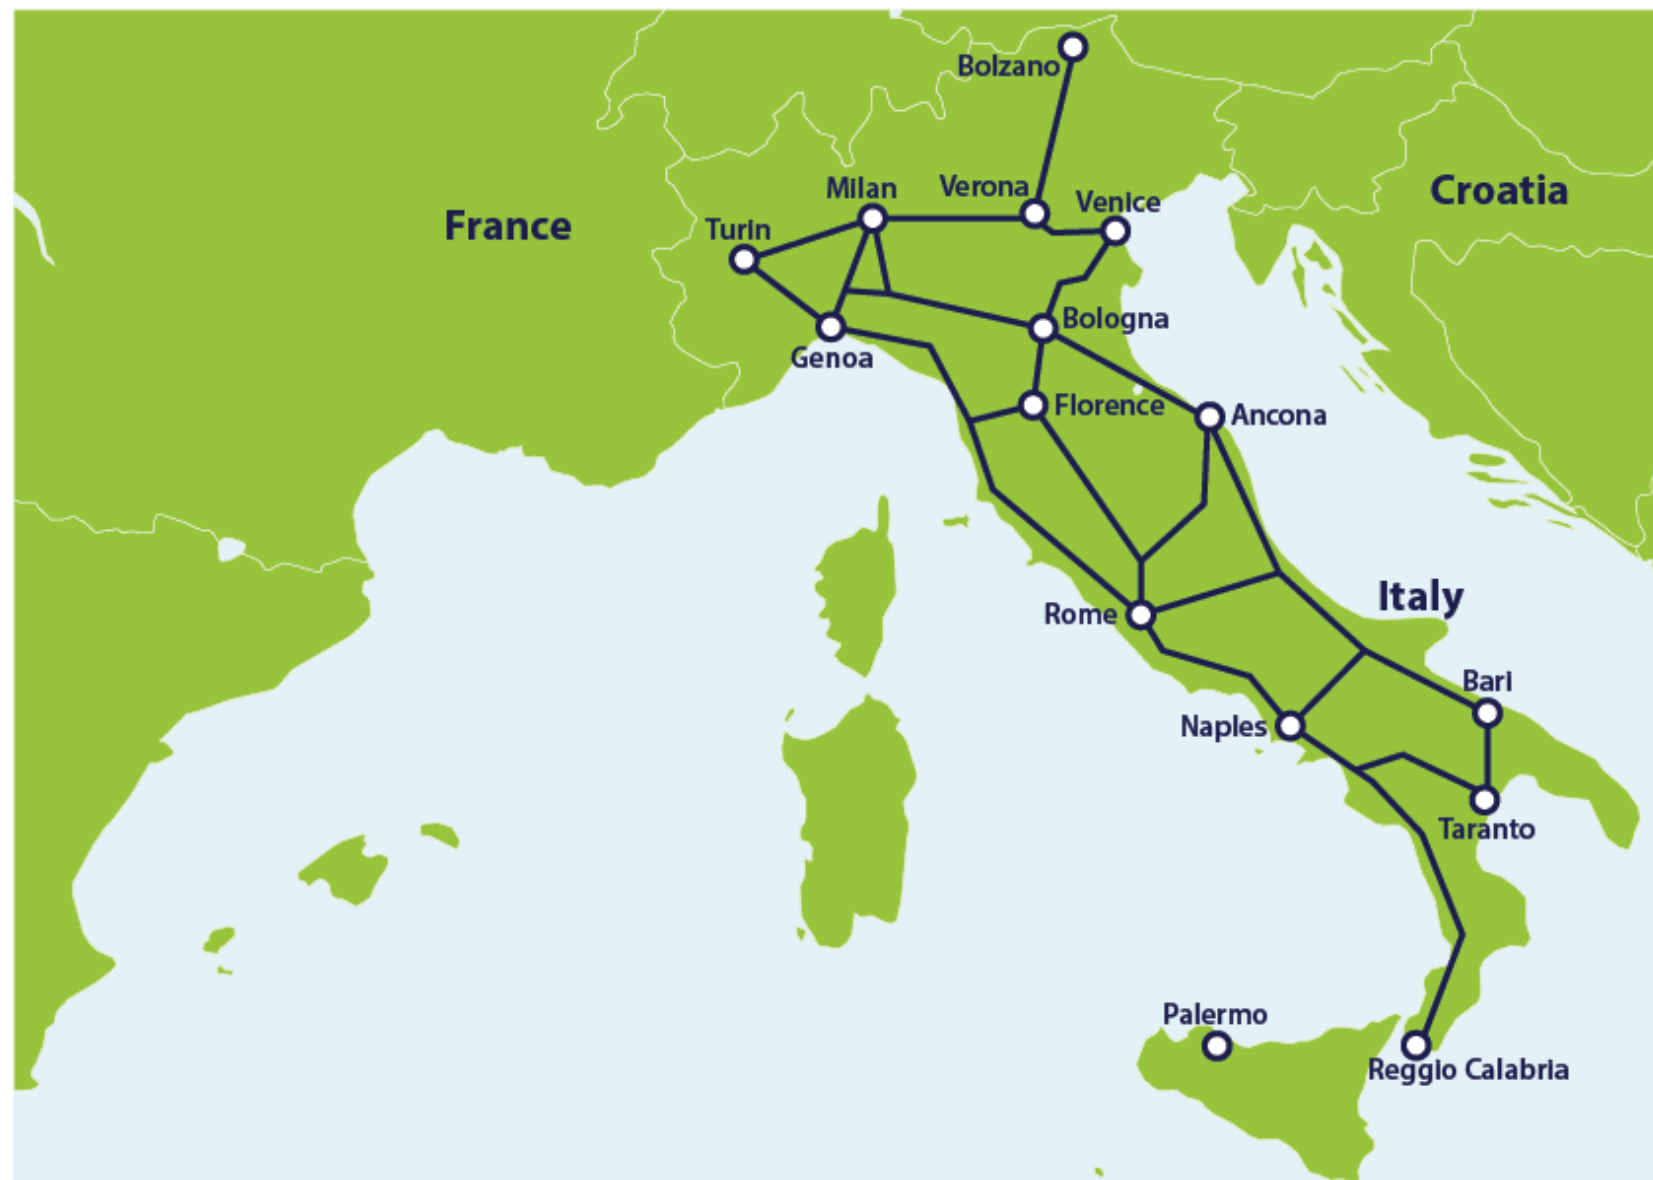 Bolzano
Milan
Verona
Venice
Croatia
France
Turin
Bologna
Genoa
Florence
Ancona
Italy
Rome
Bari
Naples
Taranto
Palermo
Reggio Calabria